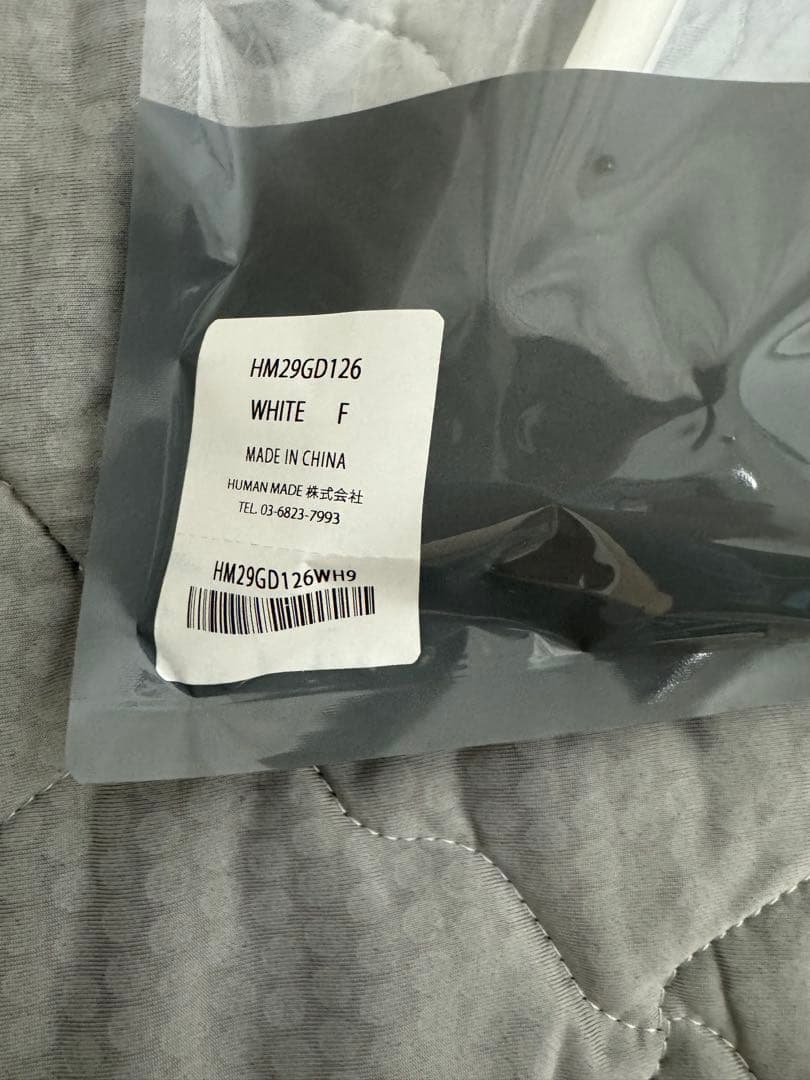 HM29GD126
WHITE F
MADE IN CHINA
HUMAN MADE 株式会社
TEL. 03-6823-7993
HM29GD126WH9